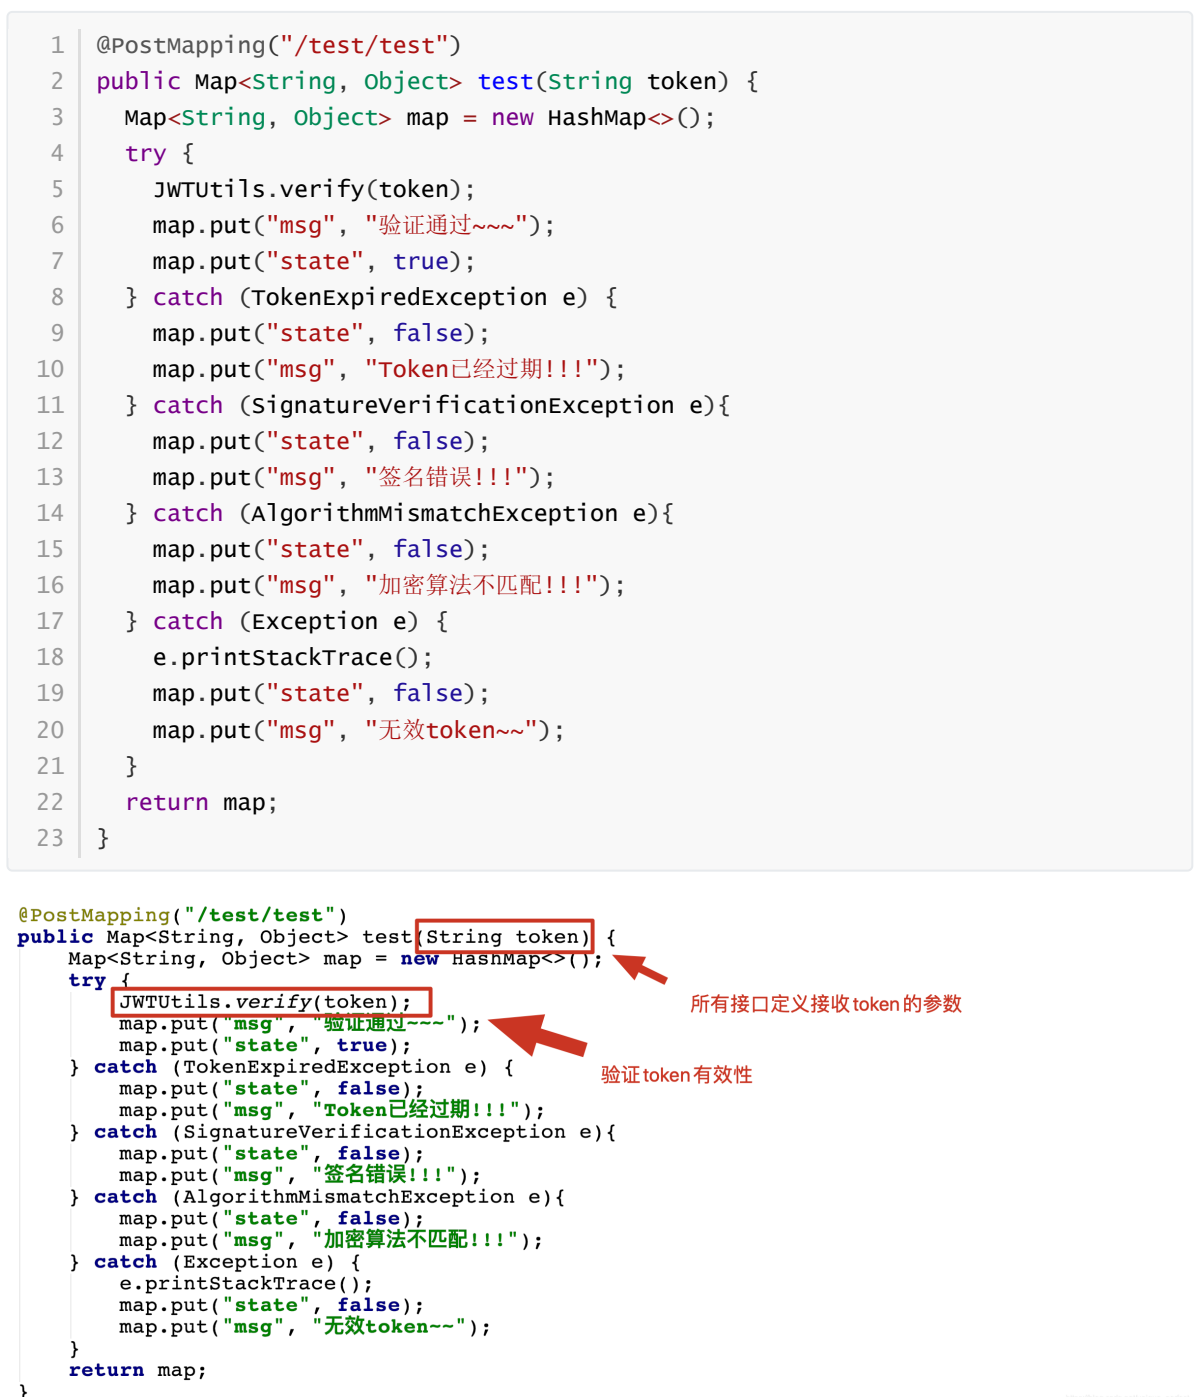 1 @PostMapping("/test/test")
2 public Map<String, Object> test(String token) {
3 Map<String, Object> map = new HashMap<>();
4 try {
5 JWTUtils.verify(token);
6 map.put("msg", "验证通过~~~");
7 map.put("state", true);
8 } catch (TokenExpiredException e) {
9 map.put("state", false);
10 map.put("msg", "Token已经过期!!!");
11 } catch (SignatureVerificationException e){
12 map.put("state", false);
13 map.put("msg", "签名错误!!!");
14 } catch (AlgorithmMismatchException e){
15 map.put("state", false);
16 map.put("msg", "加密算法不匹配!!!");
17 } catch (Exception e) {
18 e.printStackTrace();
19 map.put("state", false);
20 map.put("msg", "无效token~~");
21 }
22 return map;
23 }
@PostMapping("/test/test")
public Map<String, Object> test(String token) {
Map<String, Object> map = new HashMap<>();
try {
JWTUtils.verify(token);
所有接口定义接收token的参数
map.put("msg", "验证通过~~~");
map.put("state", true);
} catch (TokenExpiredException e) {
验证token有效性
map.put("state", false);
map.put("msg", "Token已经过期!!!");
} catch (SignatureVerificationException e){
map.put("state", false);
map.put("msg", "签名错误!!!");
} catch (AlgorithmMismatchException e){
map.put("state", false);
map.put("msg", "加密算法不匹配!!!");
} catch (Exception e) {
e.printStackTrace();
map.put("state", false);
map.put("msg", "无效token~~");
}
return map;
}